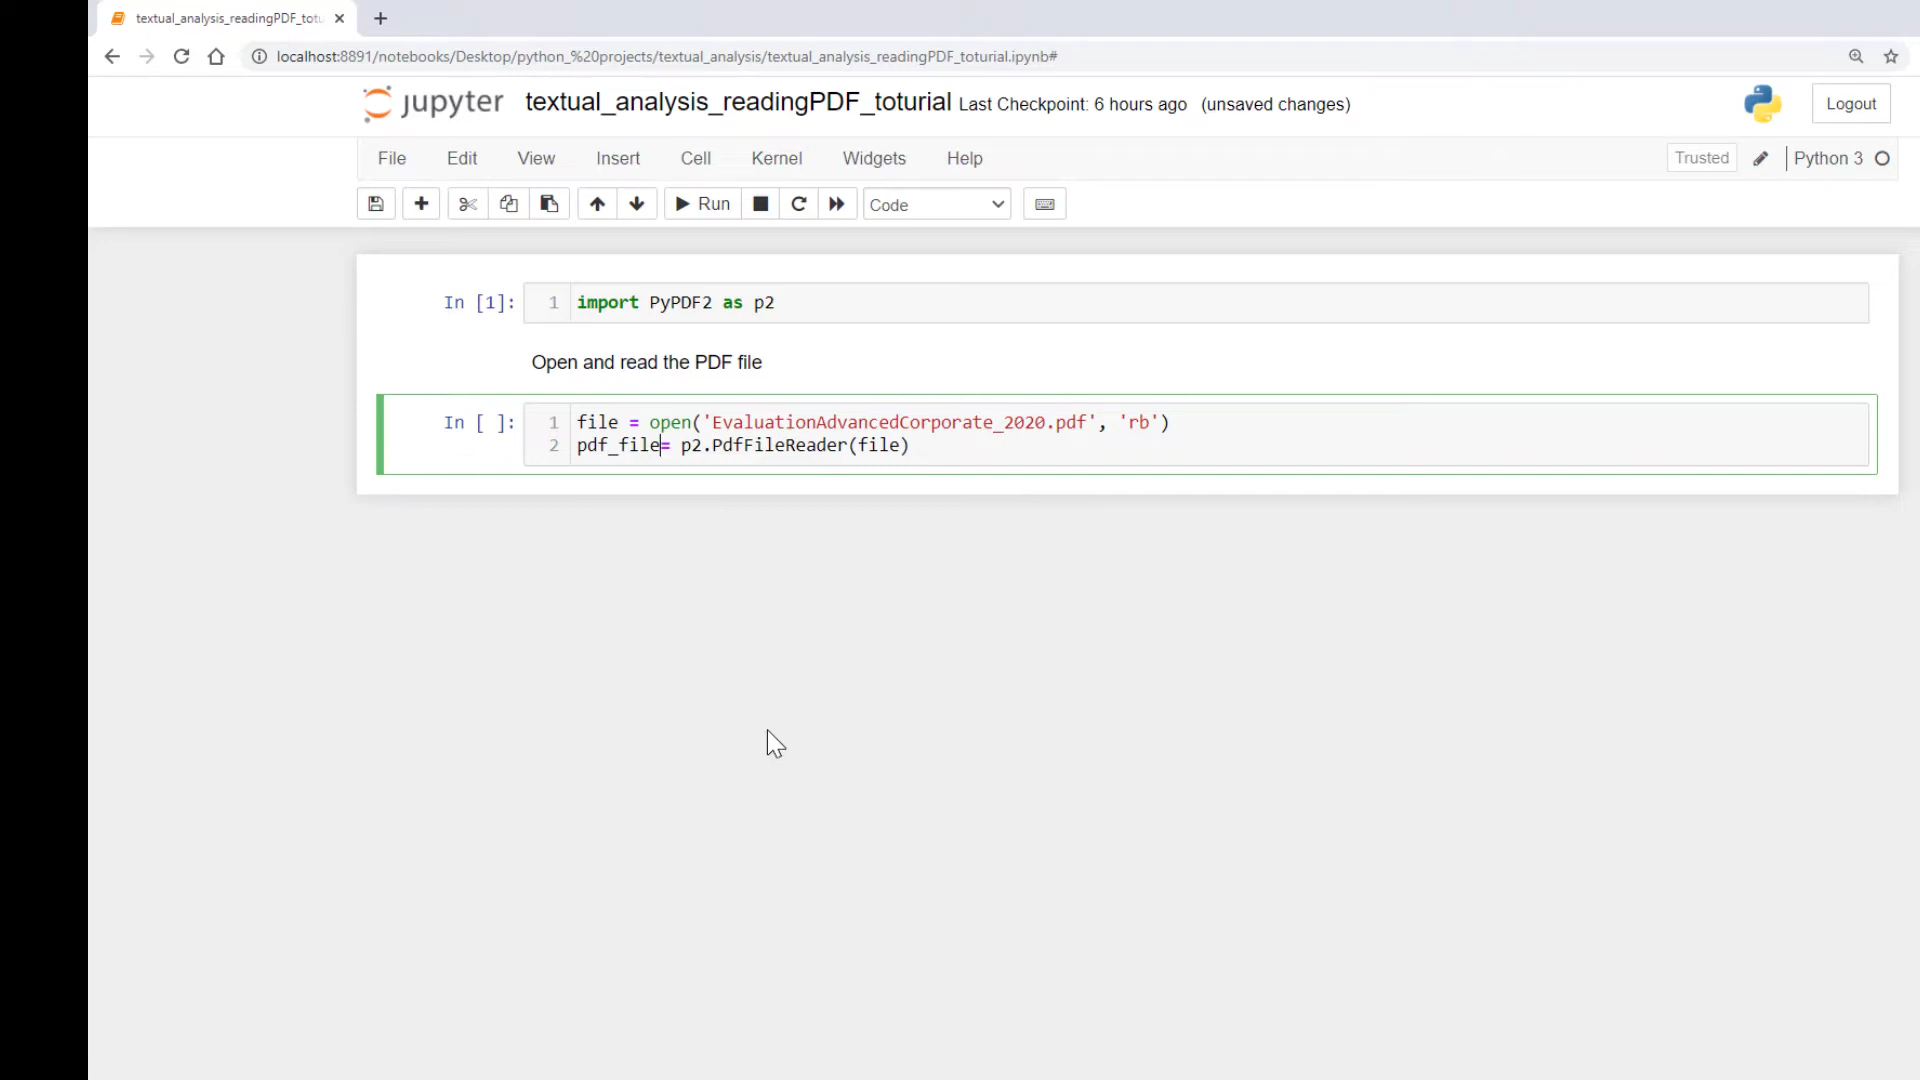 textual_analysis_readingPDF_totu
localhost:8891/notebooks/Desktop/python_%20projects/textual_analysis/textual_analysis_readingPDF_toturial.ipynb#
jupyter textual_analysis_readingPDF_toturial Last Checkpoint: 6 hours ago (unsaved changes)
Logout
File Edit View Insert Cell Kernel Widgets Help Trusted Python 3
Run Code
In [1]: 1 import PyPDF2 as p2
Open and read the PDF file
In [ ]: 1 file = open('EvaluationAdvancedCorporate_2020.pdf', 'rb')
2 pdf_file= p2.PdfFileReader(file)